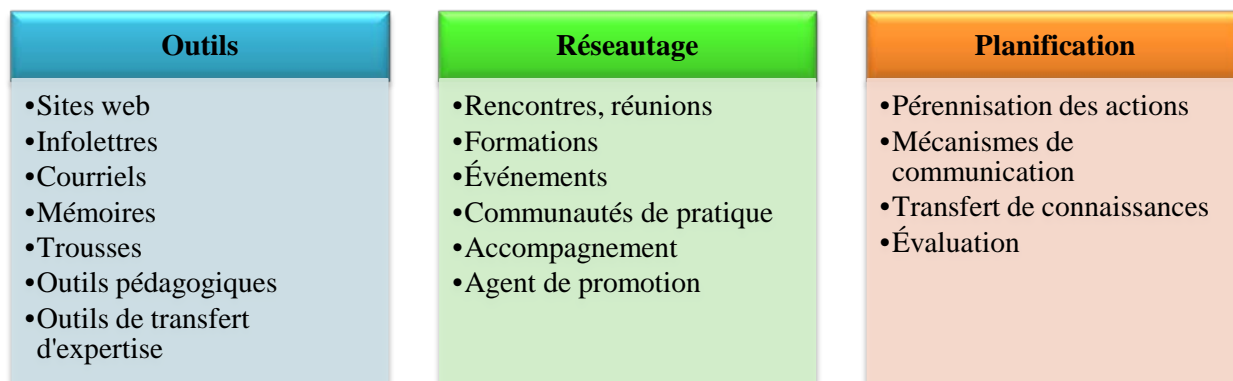 Outils
•Sites web
•Infolettres
•Courriels
•Mémoires
•Trousses
•Outils pédagogiques
•Outils de transfert
d'expertise
Réseautage
•Rencontres, réunions
•Formations
•Événements
•Communautés de pratique
•Accompagnement
•Agent de promotion
Planification
•Pérennisation des actions
•Mécanismes de
communication
•Transfert de connaissances
•Évaluation